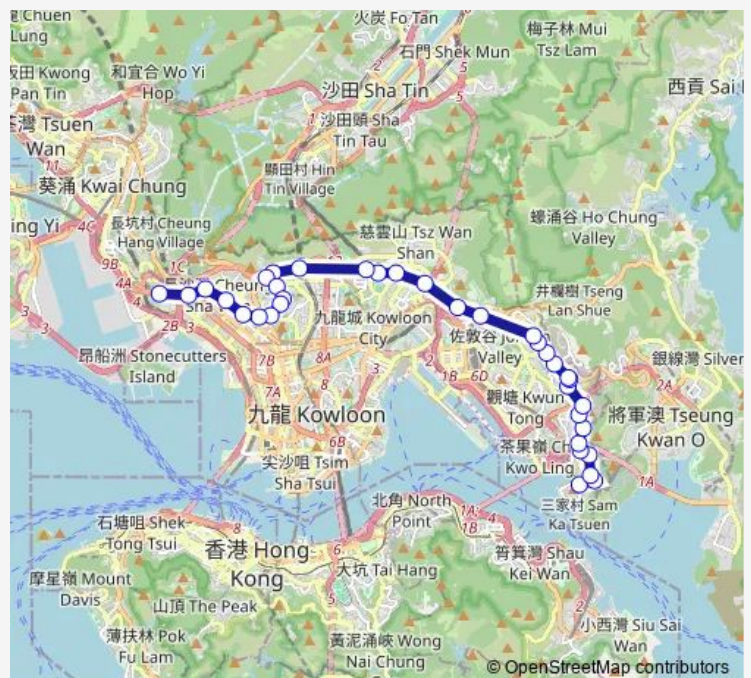 Chuen
Lung
火炭 Fo Tan
梅子林 Mui
Tsz Lam
石門 Shek Mun
田 Kwong
Pan Tin
和宜合 Wo Yi
Hop
西貢 Sai
沙田 Sha Tin
灣 Tsuen
Wan
沙田頭 Sha
Tin Tau
顯田村 Hin
Tin Village
葵涌 Kwai Chung
ing Yi
長坑村 Cheung
Hang Village
慈雲山 Tsz Wan
Shan
蠔涌谷 Ho Chung
Valley
井欄樹 Tseng
Lan Shue
Cheun
Sha
九龍城 Kowloon
City
佐敦谷 Jo
Valley
昂船洲 Stonecutters
Island
銀線灣 Silver
觀塘 Kwun
Tong
九龍 Kowloon
將軍澳 Tseung
Kwan O
茶果嶺 Ch
Kwo Ling
尖沙咀 Tsim
Sha Tsui
北角 North
Point
三家村 Sam
Ka Tsuen
石塘咀 Shek
Tong Tsui
香港 Hong
Kong
大坑 Tai Hang
筲箕灣 Shau
Kei Wan
摩星嶺 Mount
Davis
山頂 The Peak
薄扶林 Pok
Fu Lam
黃泥涌峽 Wong
Nai Chung
小西灣 Siu Sai
Wan
© OpenStreetMap contributors